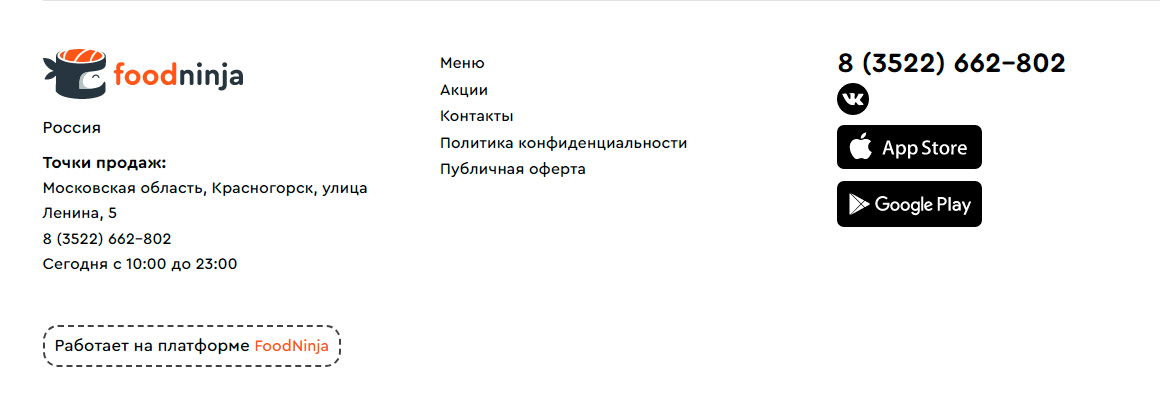 foodninja
Россия
Точки продаж:
Московская область, Красногорск, улица
Ленина, 5
8 (3522) 662-802
Сегодня с 10:00 до 23:00
Работает на платформе FoodNinja
Меню
Акции
Контакты
Политика конфиденциальности
Публичная оферта
8 (3522) 662-802
App Store
Google Play